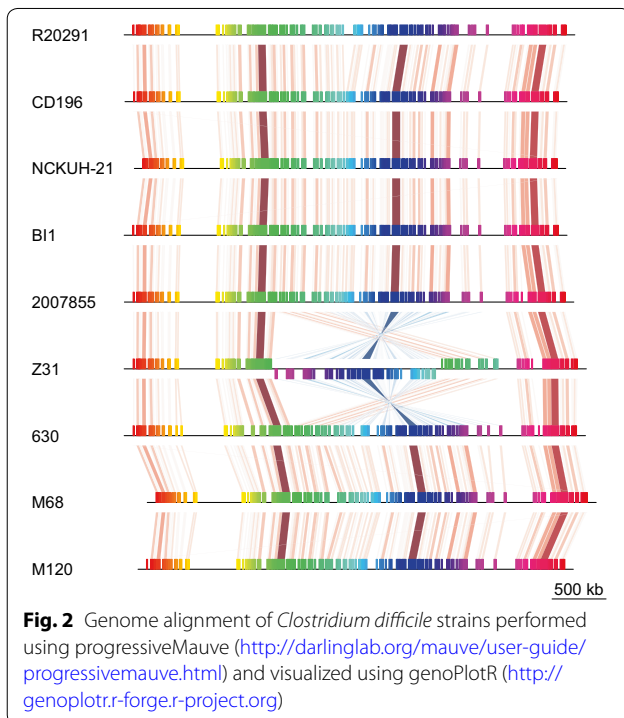 R20291
CD196
NCKUH-21
BI1
2007855
Z31
630
M68
M120
500 kb
Fig. 2 Genome alignment of Clostridium difficile strains performed
using progressiveMauve (http://darlinglab.org/mauve/user-guide/
progressivemauve.html) and visualized using genoPlotR (http://
genoplotr.r-forge.r-project.org)